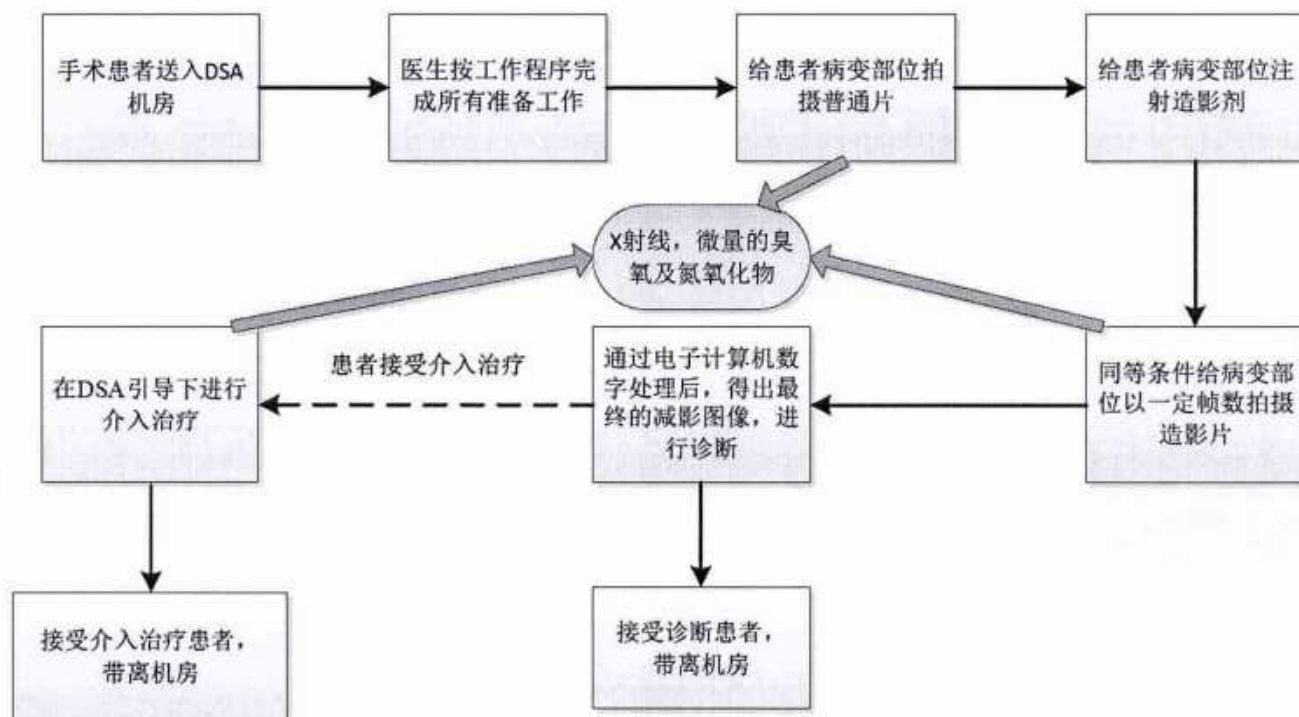 手术患者送入DSA
机房
医生按工作程序完
成所有准备工作
给患者病变部位拍
摄普通片
给患者病变部位注
射造影剂
X射线，微量的臭
氧及氮氧化物
在DSA引导下进行
介入治疗
患者接受介入治疗
通过电子计算机数
字处理后，得出最
终的减影图像，进
行诊断
同等条件给病变部
位以一定帧数拍摄
造影片
接受介入治疗患者，
带离机房
接受诊断患者，
带离机房